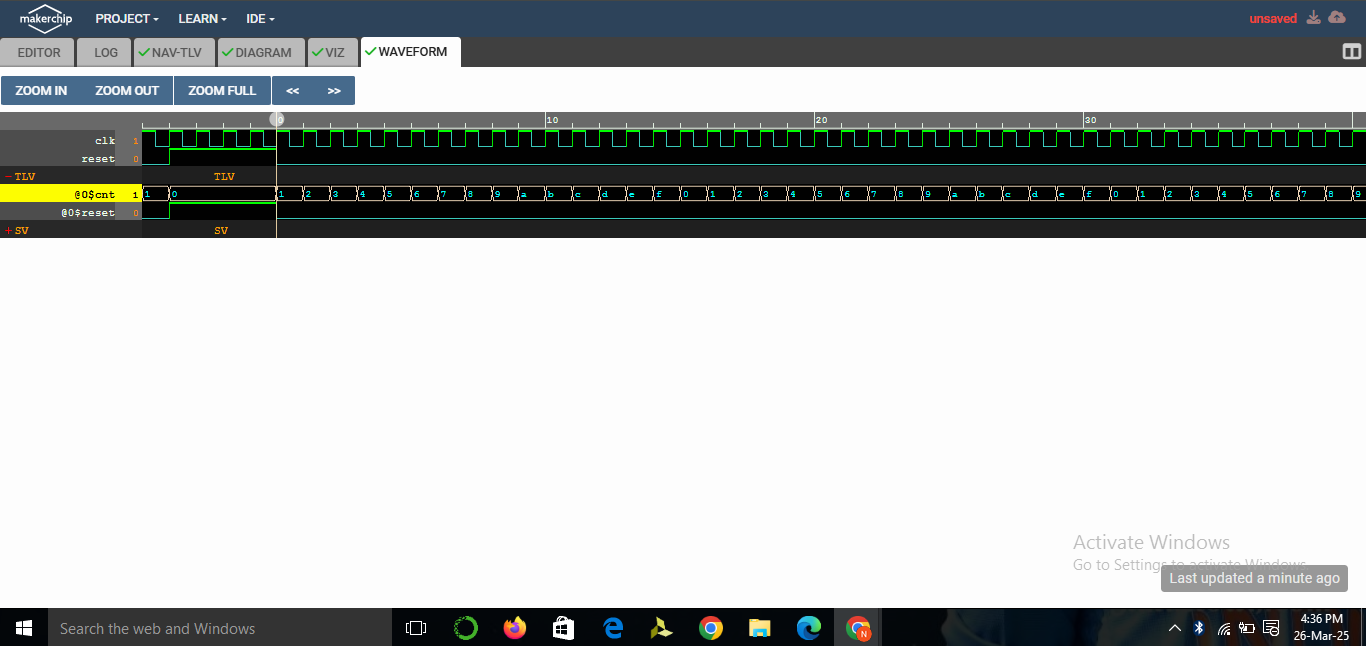 makerchip PROJECT LEARN IDE unsaved
EDITOR LOG NAV-TLV DIAGRAM VIZ WAVEFORM
ZOOM IN ZOOM OUT ZOOM FULL << >>
0 10 20 30
clk 1
reset 0
-TLV TLV
@0$cnt 1 1 0 1 2 3 4 5 6 7 8 9 a b c d e f 0 1 2 3 4 5 6 7 8 9 a b c d e f 0 1 2 3 4 5 6 7 8 9
@0$reset 0
+SV SV
Activate Windows
Go to Settings to activate Windows.
Last updated a minute ago
Search the web and Windows
N
4:36 PM
26-Mar-25